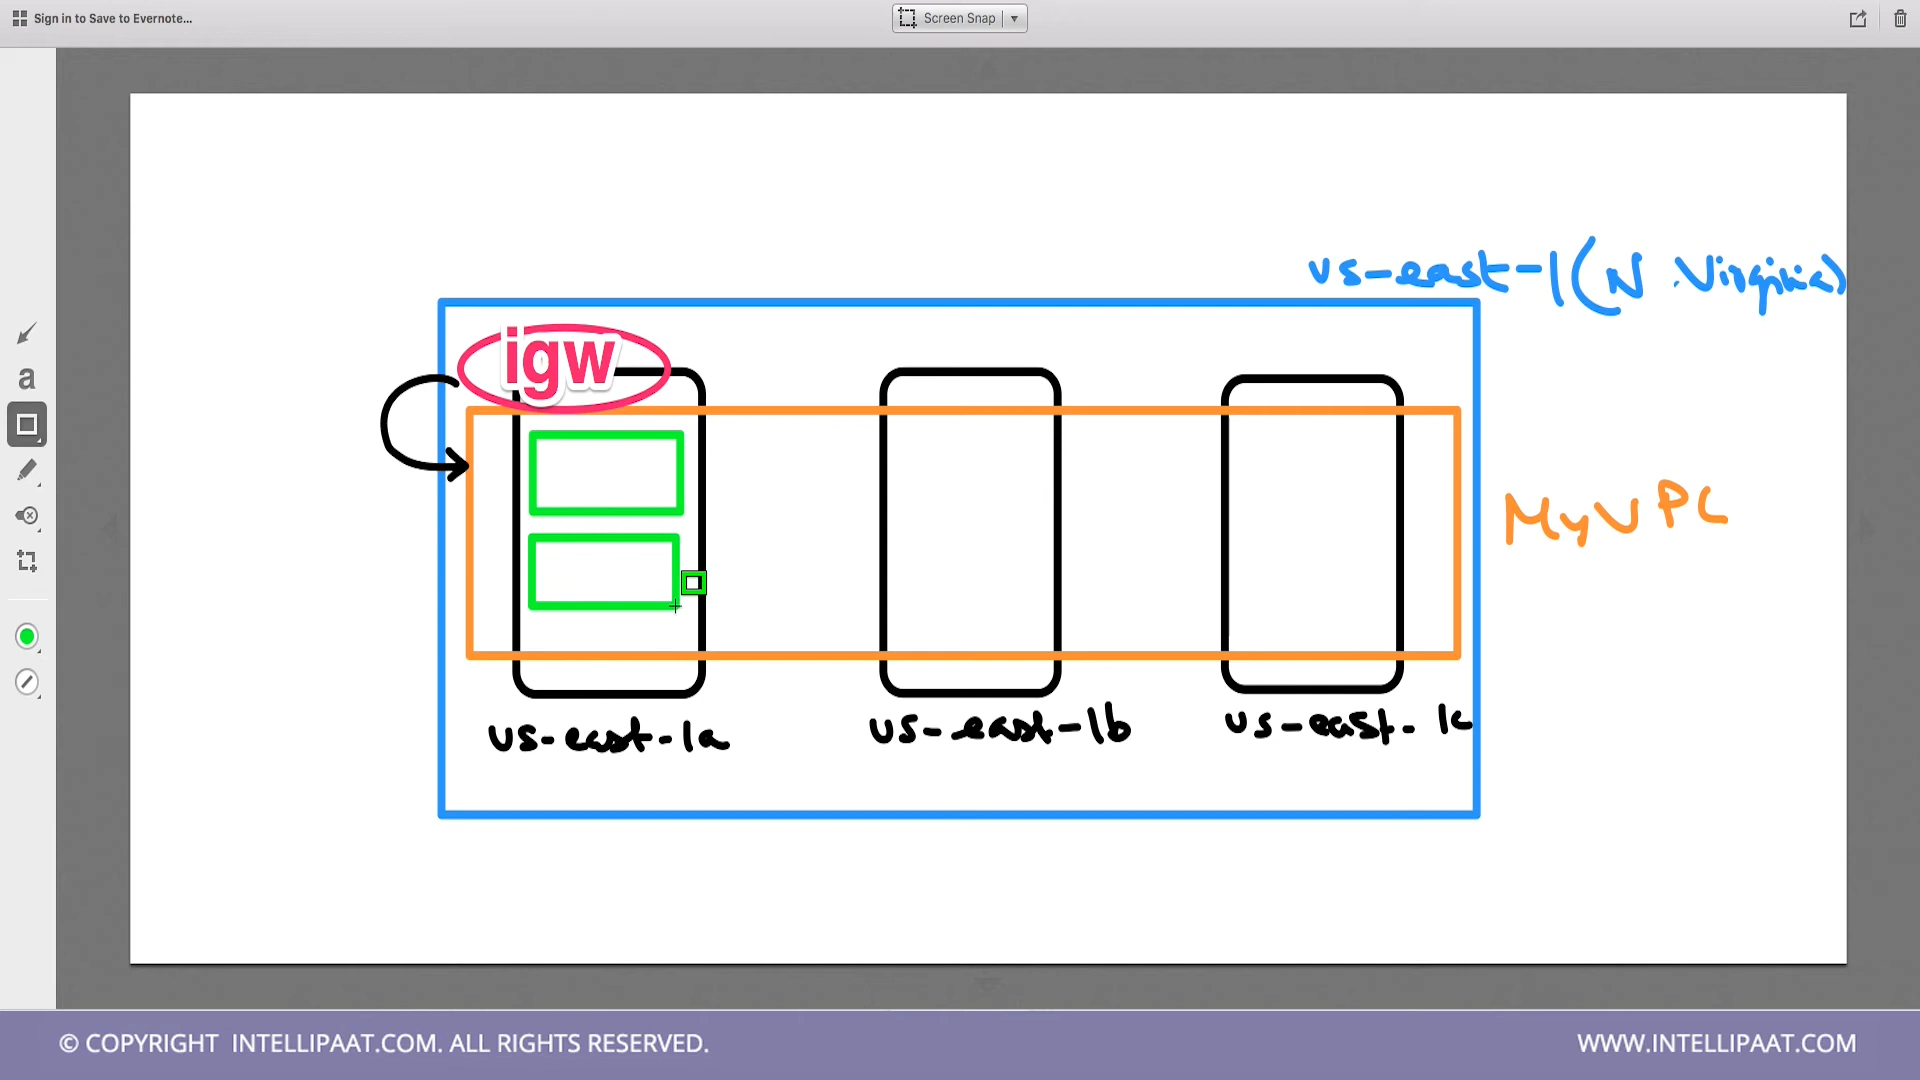 Sign in to Save to Evernote...
Screen Snap
a
us-east-1(N.Virginia)
igw
MyVPC
us-east-1a
us-east-1b
us-east-1c
© COPYRIGHT INTELLIPAAT.COM. ALL RIGHTS RESERVED.
WWW.INTELLIPAAT.COM